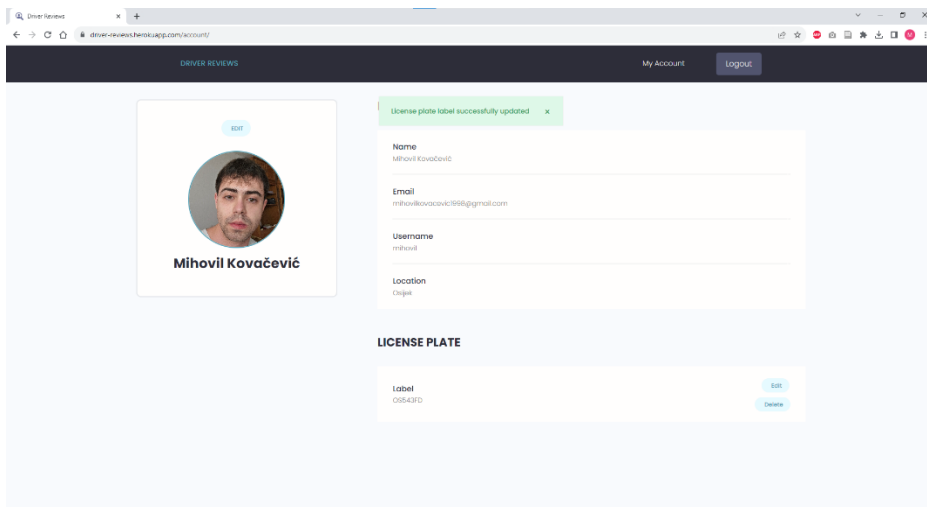 Driver Reviews
driver-reviews.herokuapp.com/account/
DRIVER REVIEWS
My Account
Logout
License plate label successfully updated x
EDIT
Mihovil Kovačević
Name
Mihovil Kovačević
Email
mihovilkovacevic1998@gmail.com
Username
mihovil
Location
Osijek
LICENSE PLATE
Label
OS543FD
Edit
Delete